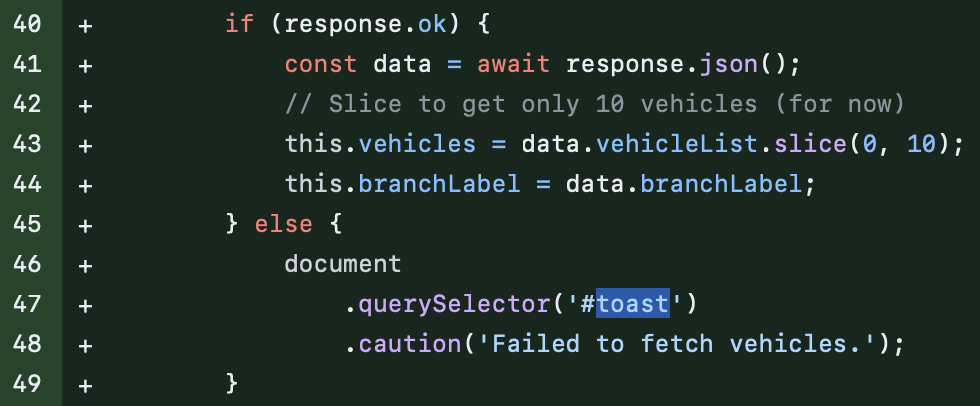 40 + if (response.ok) {
41 + const data = await response.json();
42 + // Slice to get only 10 vehicles (for now)
43 + this.vehicles = data.vehicleList.slice(0, 10);
44 + this.branchLabel = data.branchLabel;
45 + } else {
46 + document
47 + .querySelector('#toast')
48 + .caution('Failed to fetch vehicles.');
49 + }